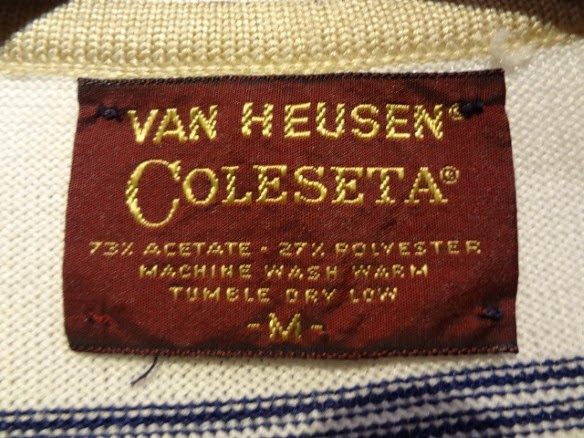 VAN HEUSEN®
COLESETA®
73% ACETATE · 27% POLYESTER
MACHINE WASH WARM
TUMBLE DRY LOW
-M-